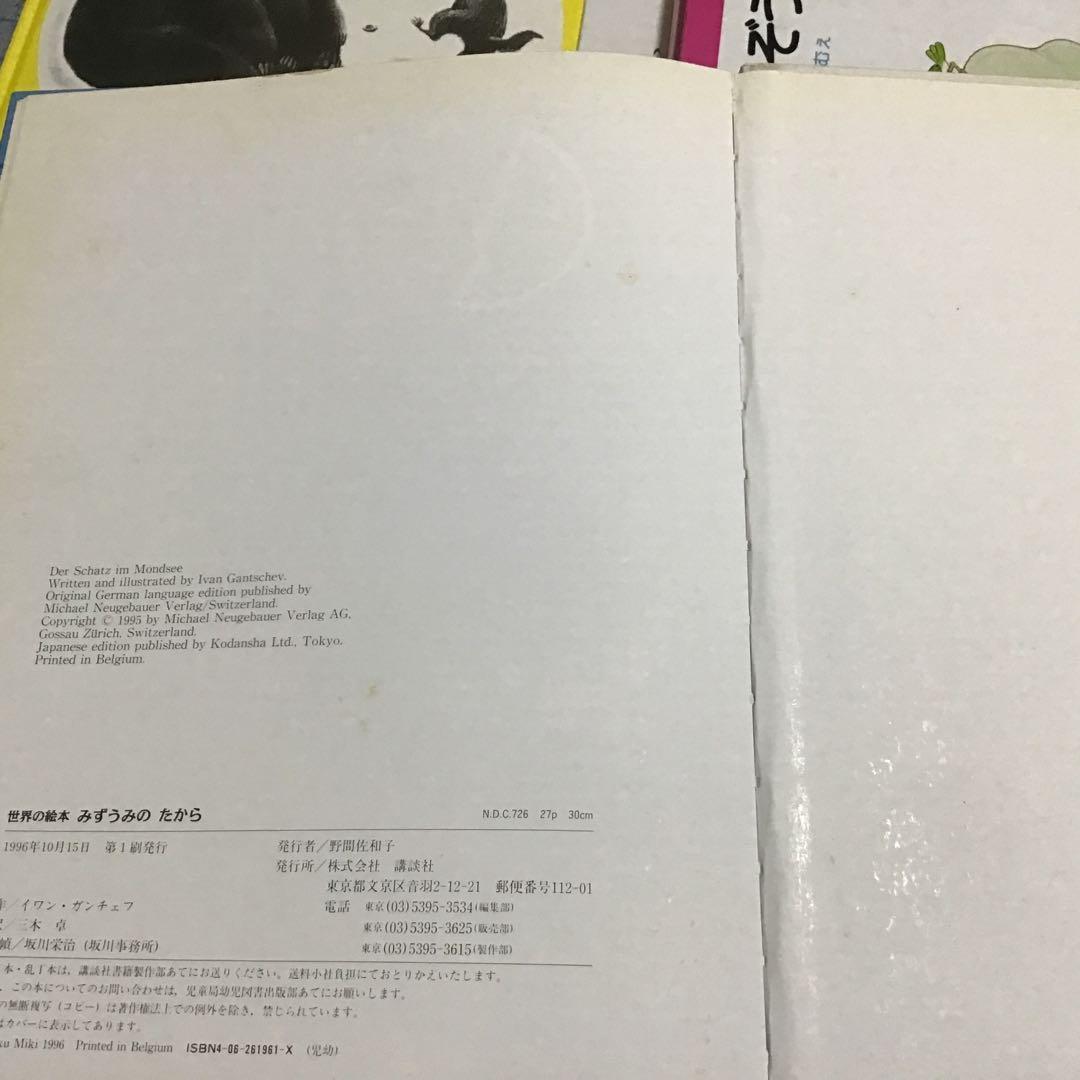 ぞう
むえ
Der Schatz im Mondsee
Written and illustrated by Ivan Gantschev.
Original German language edition published by
Michael Neugebauer Verlag/Switzerland.
Copyright © 1995 by Michael Neugebauer Verlag AG,
Gossau Zürich, Switzerland.
Japanese edition published by Kodansha Ltd., Tokyo.
Printed in Belgium.
世界の絵本 みずうみの たから
N.D.C.726 27p 30cm
1996年10月15日 第1刷発行
発行者/野間佐和子
発行所/株式会社 講談社
東京都文京区音羽2-12-21 郵便番号112-01
電話 東京(03)5395-3534(編集部)
東京(03)5395-3625(販売部)
東京(03)5395-3615(製作部)
作/イワン・ガンチェフ
訳/三木 卓
幀/坂川栄治(坂川事務所)
本・乱丁本は、講談社書籍製作部あてにお送りください。送料小社負担にておとりかえいたします。
、この本についてのお問い合わせは、児童局幼児図書出版部あてにお願いします。
の無断複写(コピー)は著作権法上での例外を除き、禁じられています。
はカバーに表示してあります。
ku Miki 1996 Printed in Belgium ISBN4-06-261961-X (児幼)